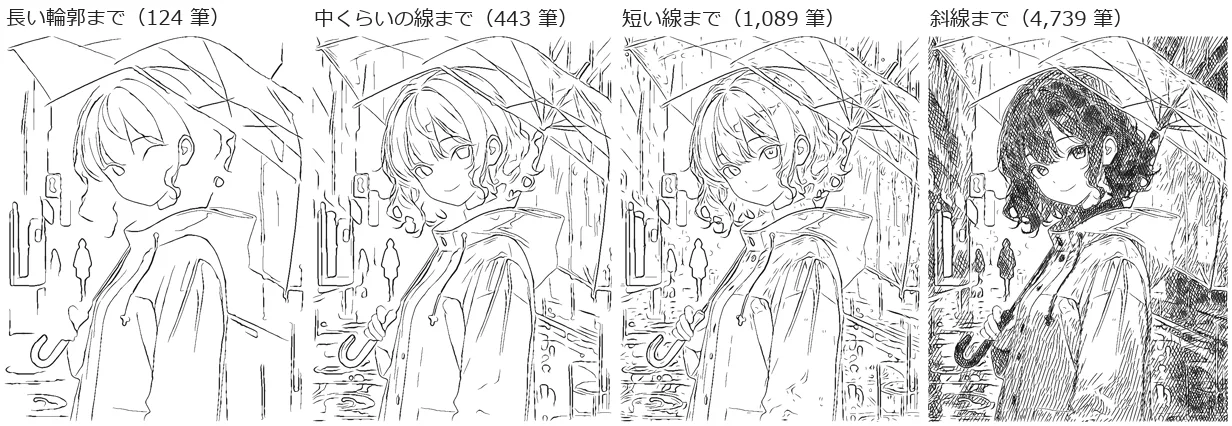 長い輪郭まで（124 筆）
中くらいの線まで（443 筆）
短い線まで（1,089 筆）
斜線まで（4,739 筆）